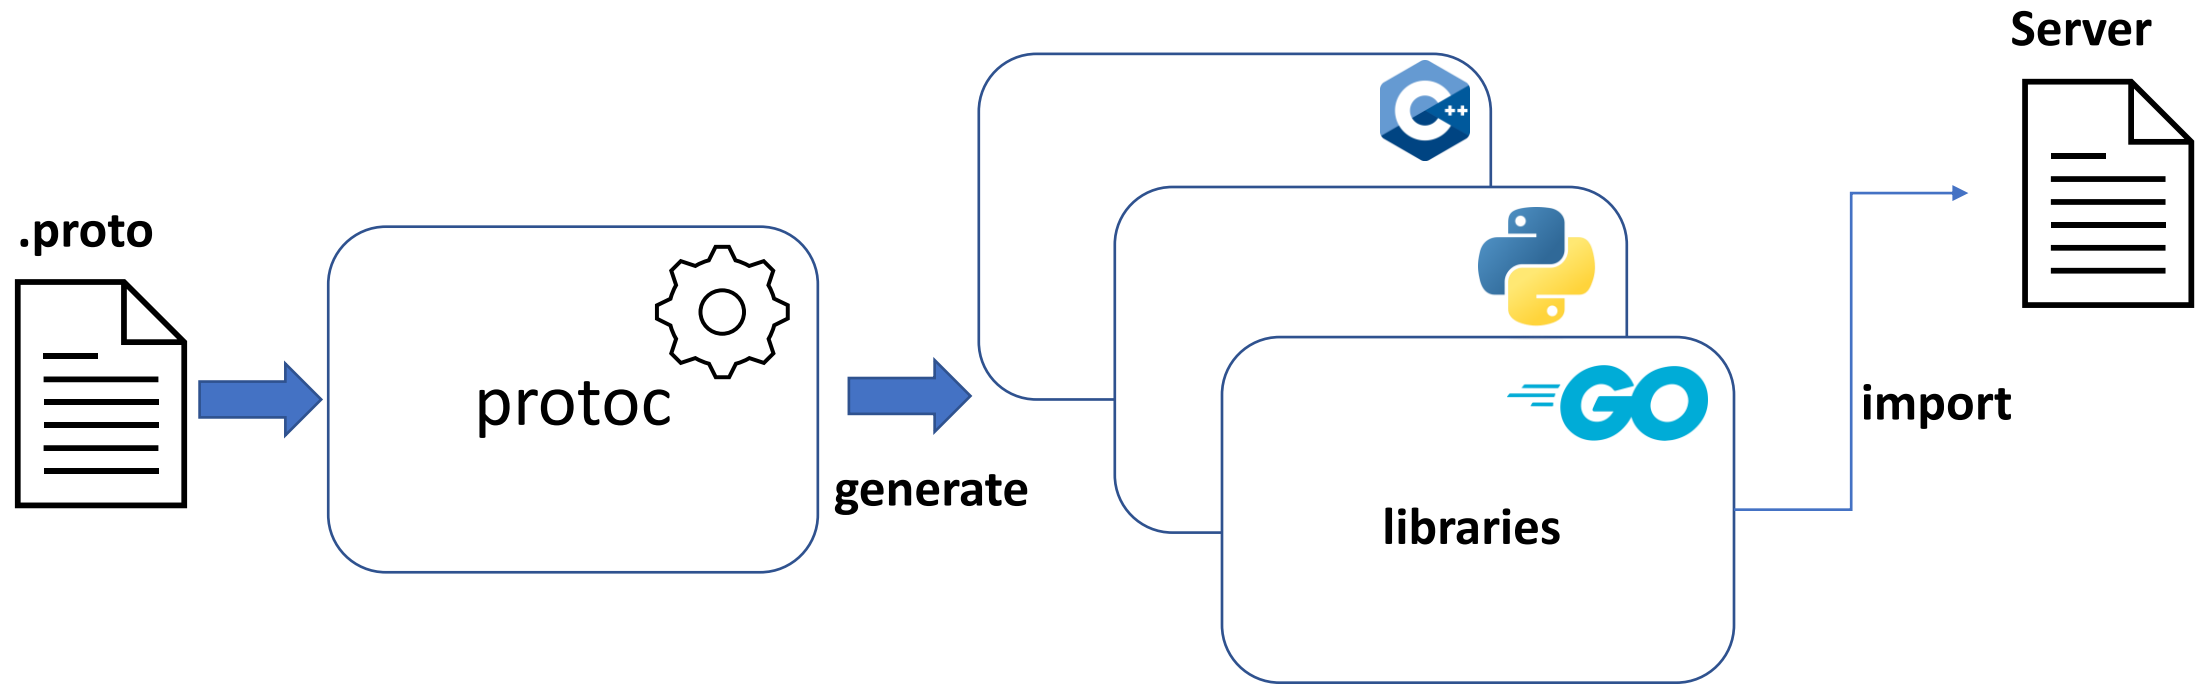 .proto
protoc
generate
C++
GO
libraries
import
Server